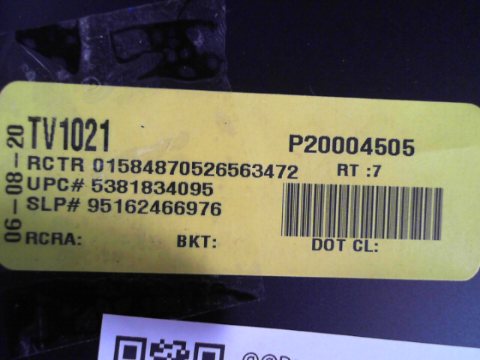 06-08-20
TV1021
P20004505
RCTR 01584870526563472
RT :7
UPC# 5381834095
SLP# 95162466976
RCRA:
BKT:
DOT CL: